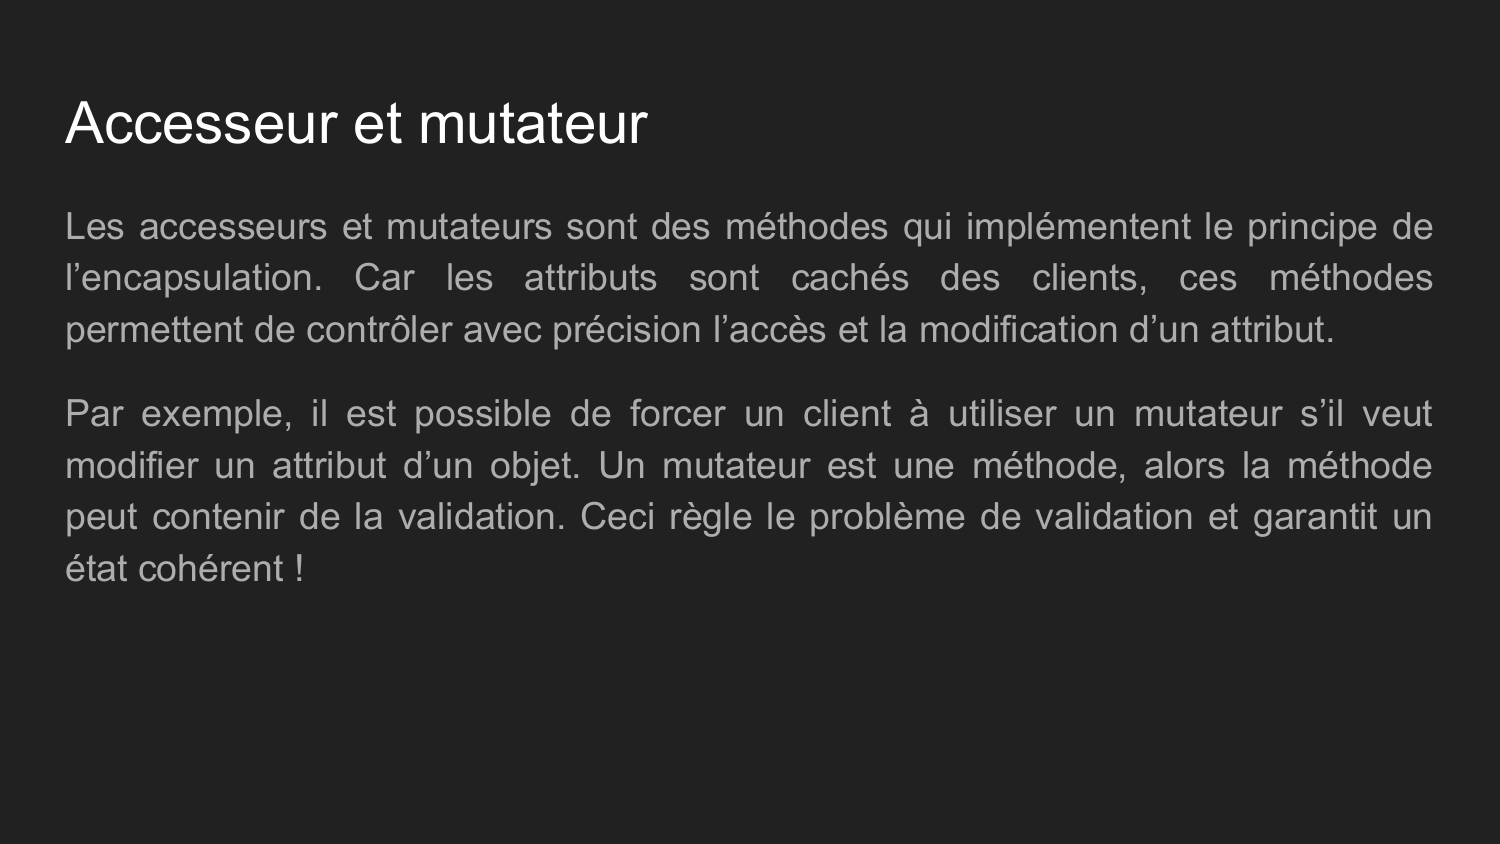 Accesseur et mutateur
Les accesseurs et mutateurs sont des méthodes qui implémentent le principe de
l’encapsulation. Car les attributs sont cachés des clients, ces méthodes
permettent de contrôler avec précision l’accès et la modification d’un attribut.
Par exemple, il est possible de forcer un client à utiliser un mutateur s’il veut
modifier un attribut d’un objet. Un mutateur est une méthode, alors la méthode
peut contenir de la validation. Ceci règle le problème de validation et garantit un
état cohérent !